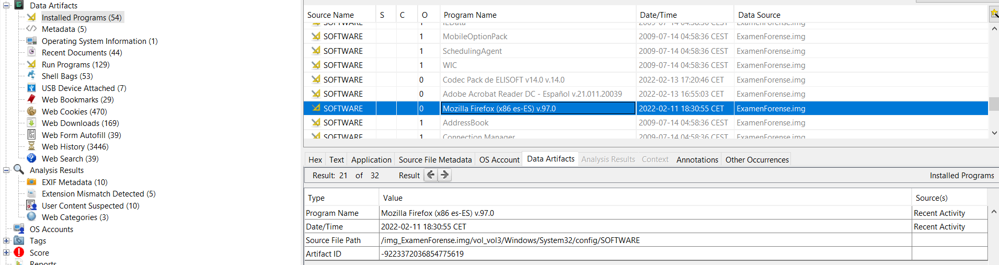 Data Artifacts
Installed Programs (54)
Metadata (5)
Operating System Information (1)
Recent Documents (44)
Run Programs (129)
Shell Bags (53)
USB Device Attached (7)
Web Bookmarks (29)
Web Cookies (470)
Web Downloads (169)
Web Form Autofill (39)
Web History (3446)
Web Search (39)
Analysis Results
EXIF Metadata (10)
Extension Mismatch Detected (5)
User Content Suspected (10)
Web Categories (3)
OS Accounts
Tags
Score
Reports
Source Name S C O Program Name Date/Time Data Source
SOFTWARE 1 IEData 2009-07-14 04:58:36 CEST ExamenForense.img
SOFTWARE 1 MobileOptionPack 2009-07-14 04:58:36 CEST ExamenForense.img
SOFTWARE 1 SchedulingAgent 2009-07-14 04:58:36 CEST ExamenForense.img
SOFTWARE 1 WIC 2009-07-14 04:58:36 CEST ExamenForense.img
SOFTWARE 0 Codec Pack de ELISOFT v14.0 v.14.0 2022-02-13 17:20:46 CET ExamenForense.img
SOFTWARE 0 Adobe Acrobat Reader DC - Español v.21.011.20039 2022-02-13 16:55:03 CET ExamenForense.img
SOFTWARE 0 Mozilla Firefox (x86 es-ES) v.97.0 2022-02-11 18:30:55 CET ExamenForense.img
SOFTWARE 1 AddressBook 2009-07-14 04:58:36 CEST ExamenForense.img
SOFTWARE 1 Connection Manager 2009-07-14 04:58:36 CEST ExamenForense.img
Hex Text Application Source File Metadata OS Account Data Artifacts Analysis Results Context Annotations Other Occurrences
Result: 21 of 32 Result Installed Programs
Type Value Source(s)
Program Name Mozilla Firefox (x86 es-ES) v.97.0 Recent Activity
Date/Time 2022-02-11 18:30:55 CET Recent Activity
Source File Path /img_ExamenForense.img/vol_vol3/Windows/System32/config/SOFTWARE
Artifact ID -9223372036854775619